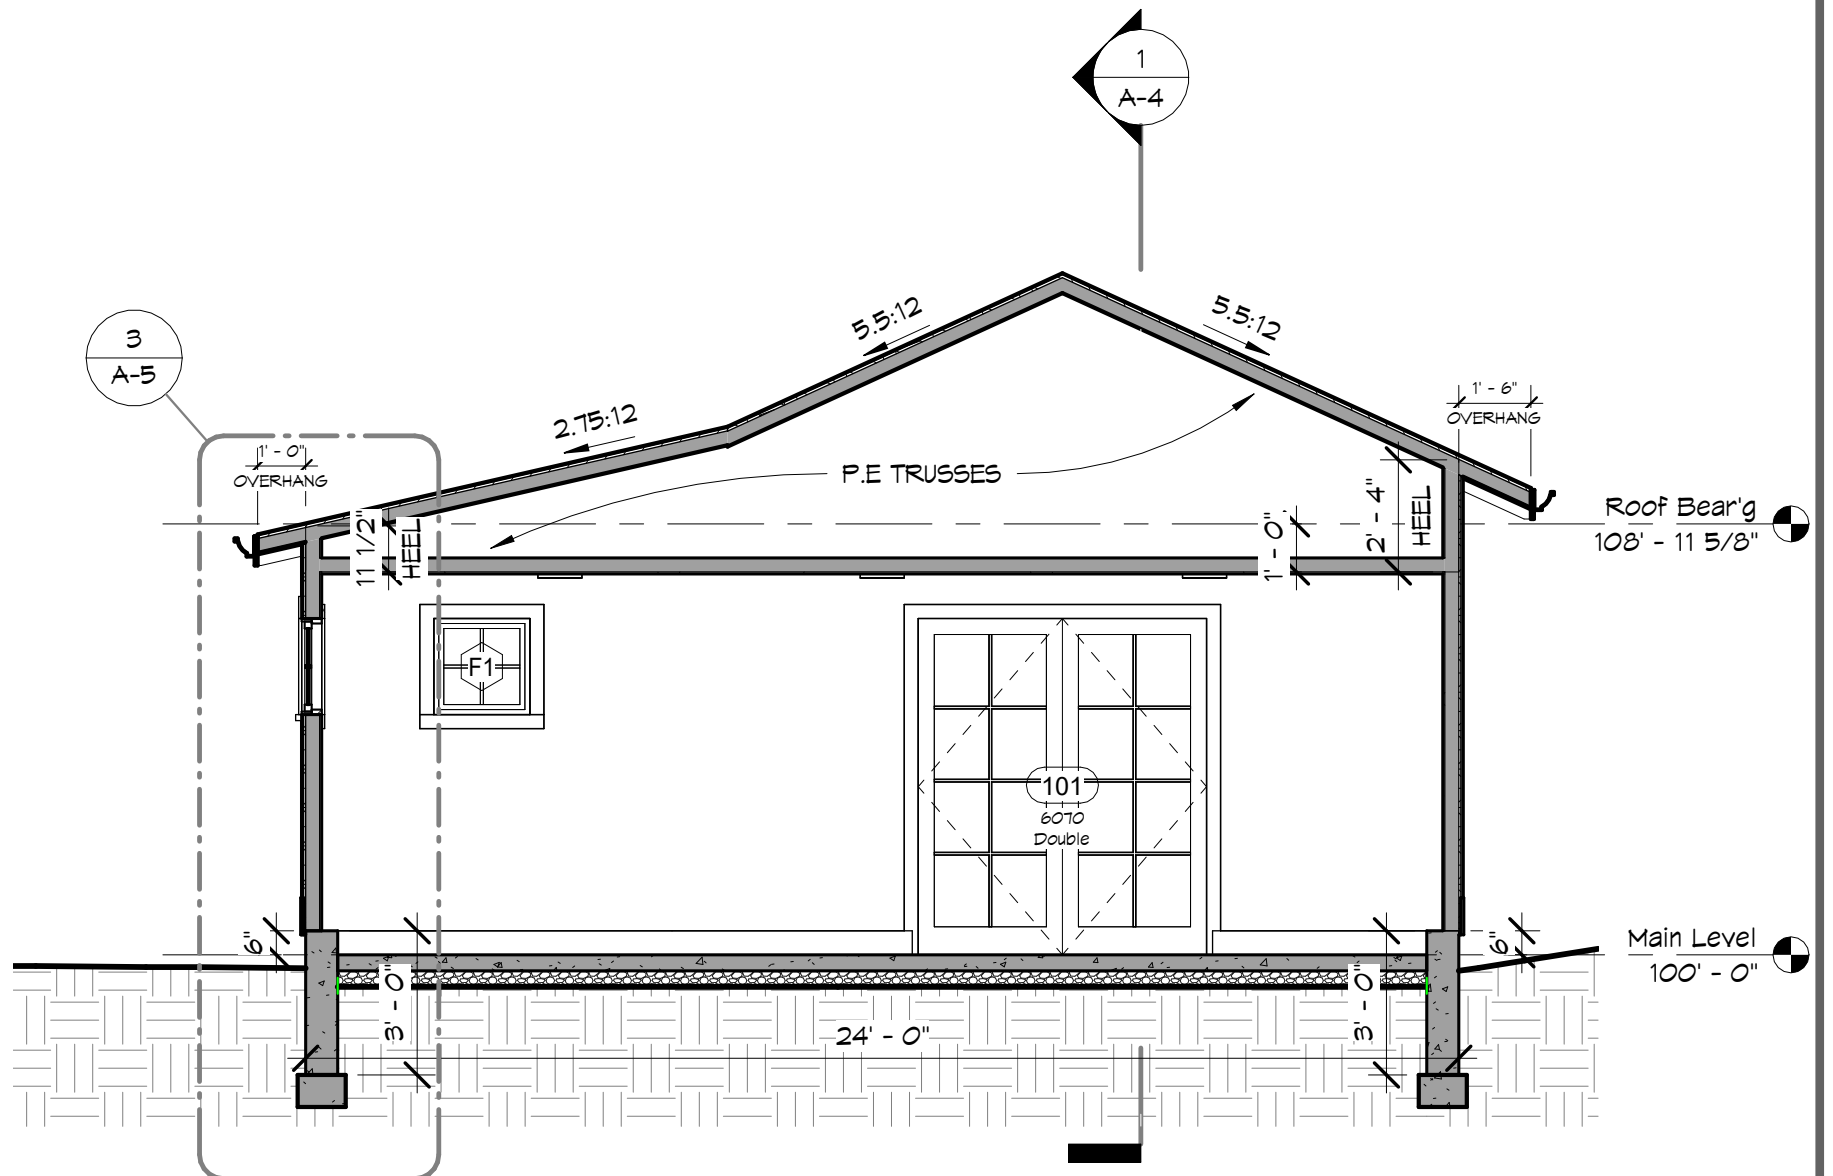 1
A-4
3
A-5
5.5:12
5.5:12
2.75:12
1' - 6"
OVERHANG
1' - 0"
OVERHANG
P.E TRUSSES
11 1/2"
HEEL
1' - 0"
2' - 4"
HEEL
Roof Bear'g
108' - 11 5/8"
F1
101
6070
Double
6"
6"
Main Level
100' - 0"
3' - 0"
3' - 0"
24' - 0"